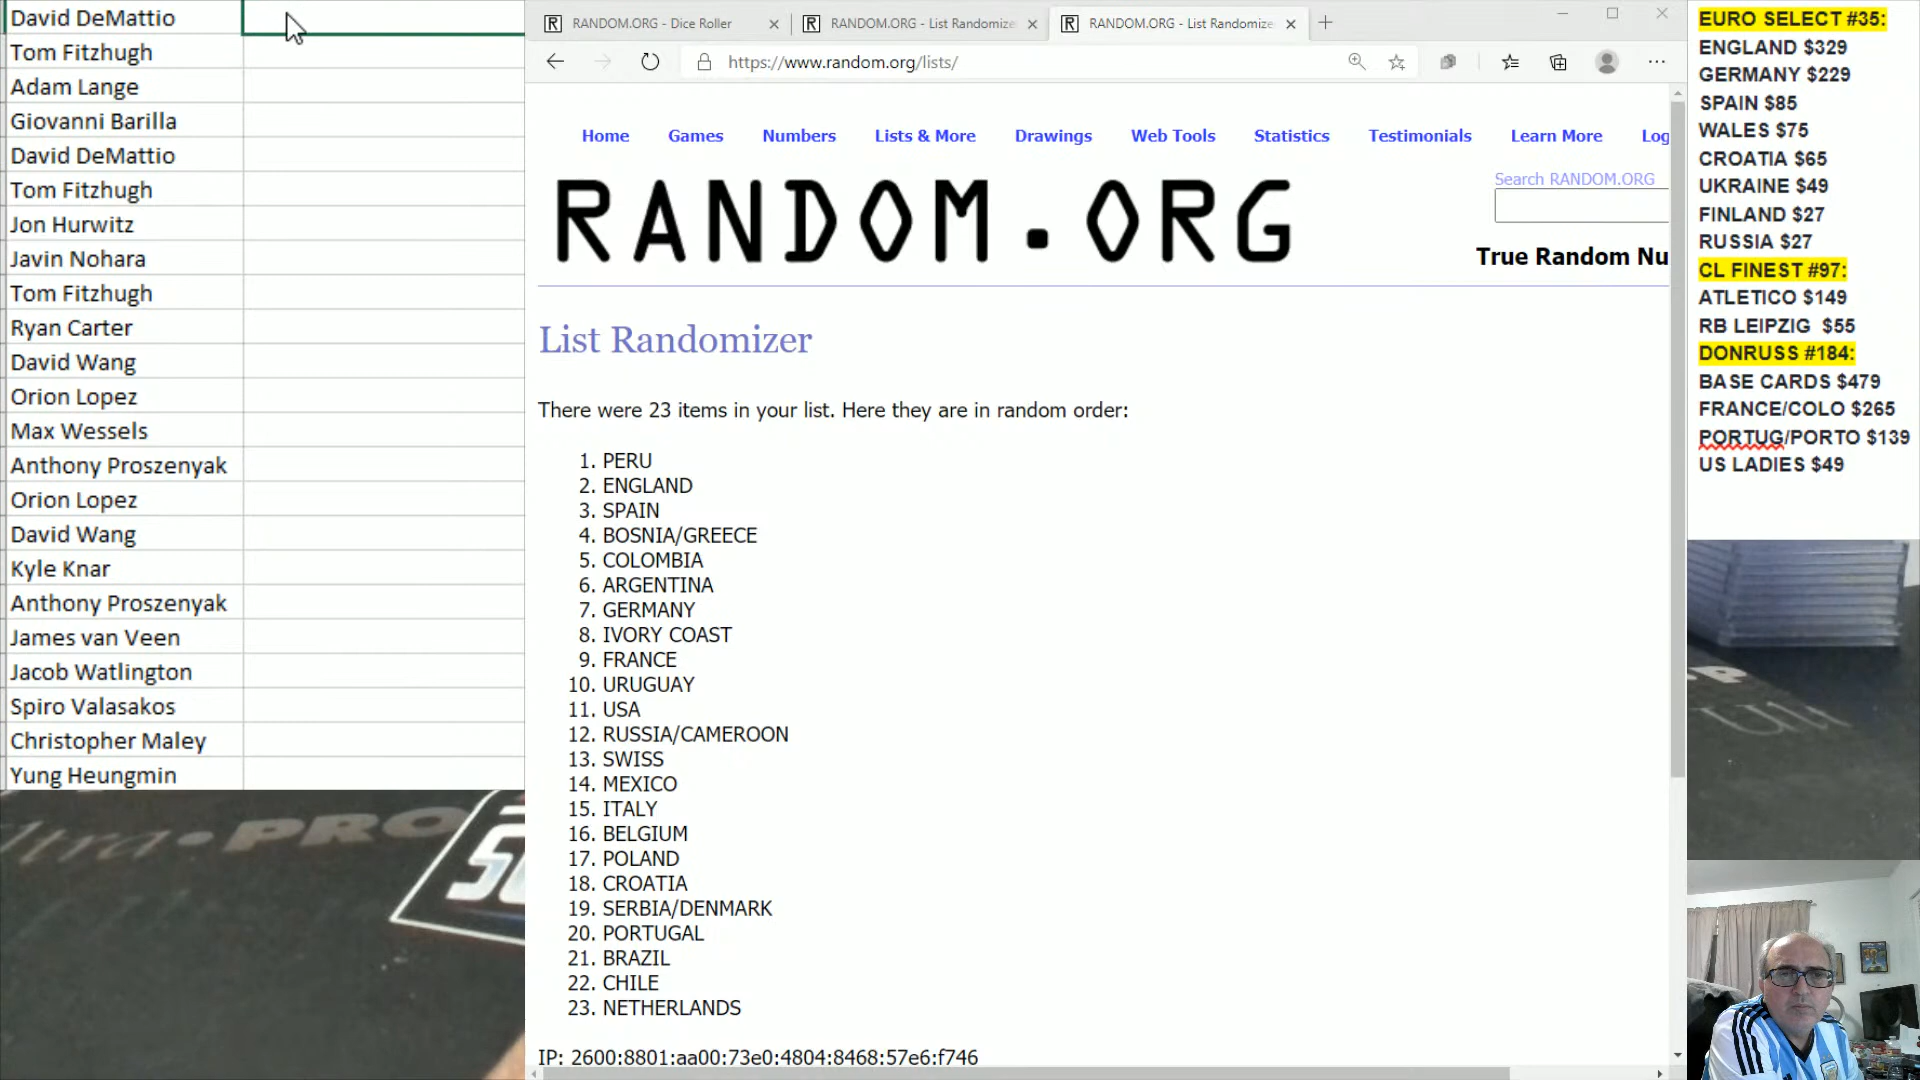 David DeMattio
Tom Fitzhugh
Adam Lange
Giovanni Barilla
David DeMattio
Tom Fitzhugh
Jon Hurwitz
Javin Nohara
Tom Fitzhugh
Ryan Carter
David Wang
Orion Lopez
Max Wessels
Anthony Proszenyak
Orion Lopez
David Wang
Kyle Knar
Anthony Proszenyak
James van Veen
Jacob Watlington
Spiro Valasakos
Christopher Maley
Yung Heungmin
RANDOM.ORG - Dice Roller
RANDOM.ORG - List Randomize
RANDOM.ORG - List Randomize
https://www.random.org/lists/
Home Games Numbers Lists & More Drawings Web Tools Statistics Testimonials Learn More Log
RANDOM.ORG
Search RANDOM.ORG
True Random Nu
List Randomizer
There were 23 items in your list. Here they are in random order:
1. PERU
2. ENGLAND
3. SPAIN
4. BOSNIA/GREECE
5. COLOMBIA
6. ARGENTINA
7. GERMANY
8. IVORY COAST
9. FRANCE
10. URUGUAY
11. USA
12. RUSSIA/CAMEROON
13. SWISS
14. MEXICO
15. ITALY
16. BELGIUM
17. POLAND
18. CROATIA
19. SERBIA/DENMARK
20. PORTUGAL
21. BRAZIL
22. CHILE
23. NETHERLANDS
IP: 2600:8801:aa00:73e0:4804:8468:57e6:f746
EURO SELECT #35:
ENGLAND $329
GERMANY $229
SPAIN $85
WALES $75
CROATIA $65
UKRAINE $49
FINLAND $27
RUSSIA $27
CL FINEST #97:
ATLETICO $149
RB LEIPZIG $55
DONRUSS #184:
BASE CARDS $479
FRANCE/COLO $265
PORTUG/PORTO $139
US LADIES $49
ltra•PRO